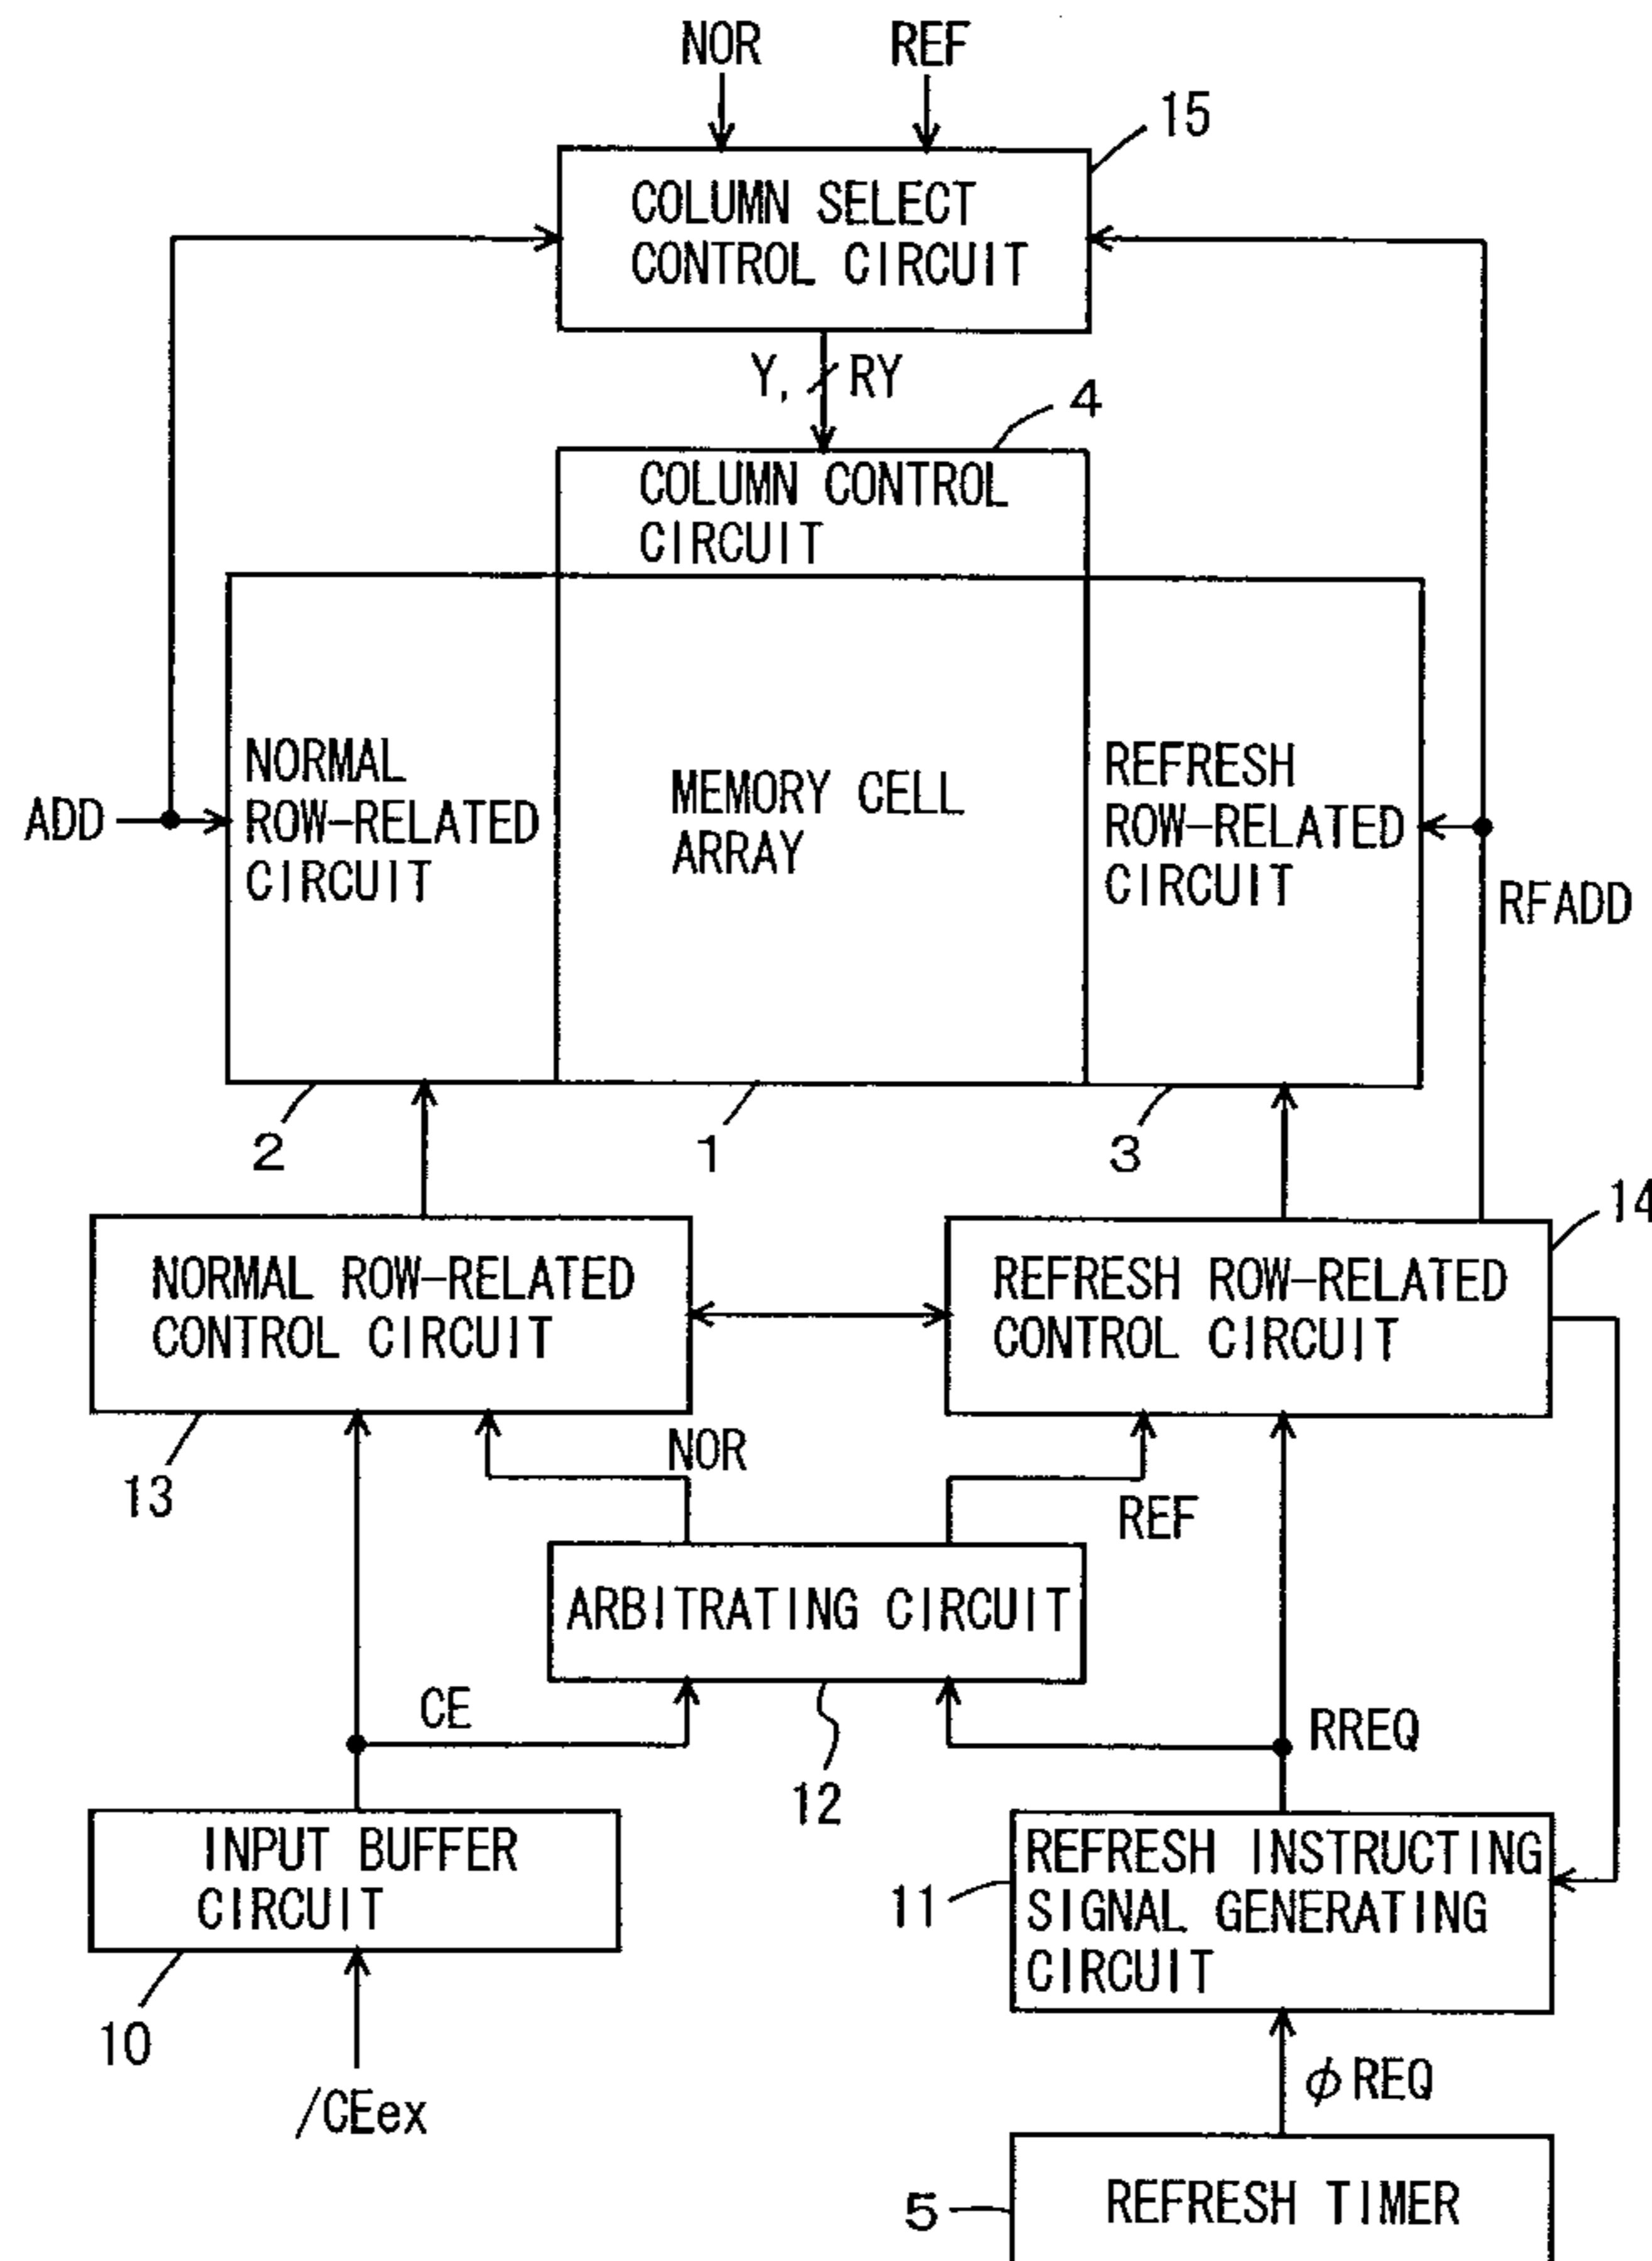 NOR
REF
15
COLUMN SELECT
CONTROL CIRCUIT
Y, RY
4
COLUMN CONTROL
CIRCUIT
ADD
NORMAL
ROW-RELATED
CIRCUIT
MEMORY CELL
ARRAY
REFRESH
ROW-RELATED
CIRCUIT
RFADD
2
1
3
14
NORMAL ROW-RELATED
CONTROL CIRCUIT
REFRESH ROW-RELATED
CONTROL CIRCUIT
13
NOR
REF
ARBITRATING CIRCUIT
CE
RREQ
12
INPUT BUFFER
CIRCUIT
11
REFRESH INSTRUCTING
SIGNAL GENERATING
CIRCUIT
10
/CEex
φREQ
5
REFRESH TIMER